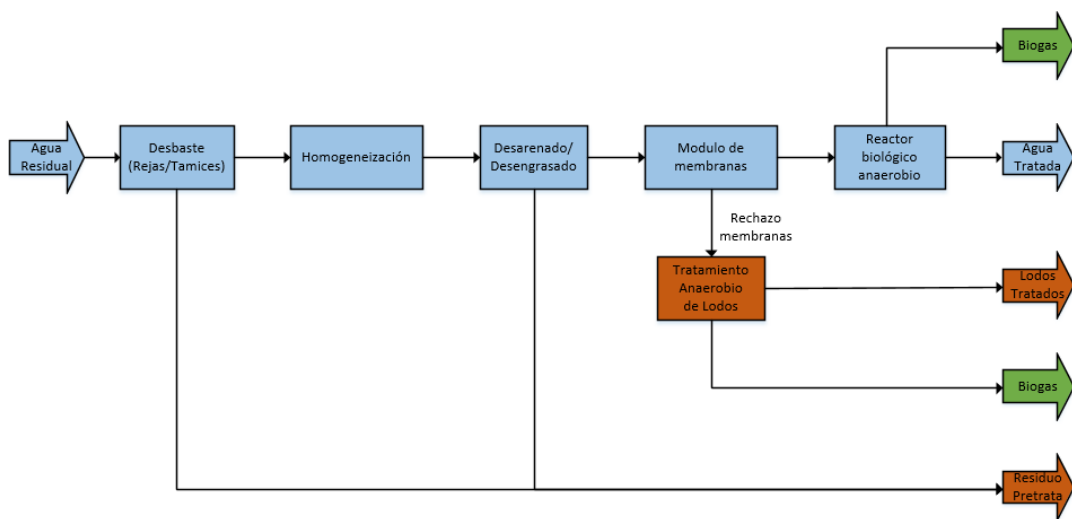 Biogas
Agua
Residual
Desbaste
(Rejas/Tamices)
Homogeneización
Desarenado/
Desengrasado
Modulo de
membranas
Reactor
biológico
anaerobio
Agua
Tratada
Rechazo
membranas
Tratamiento
Anaerobio
de Lodos
Lodos
Tratados
Biogas
Residuo
Pretrata